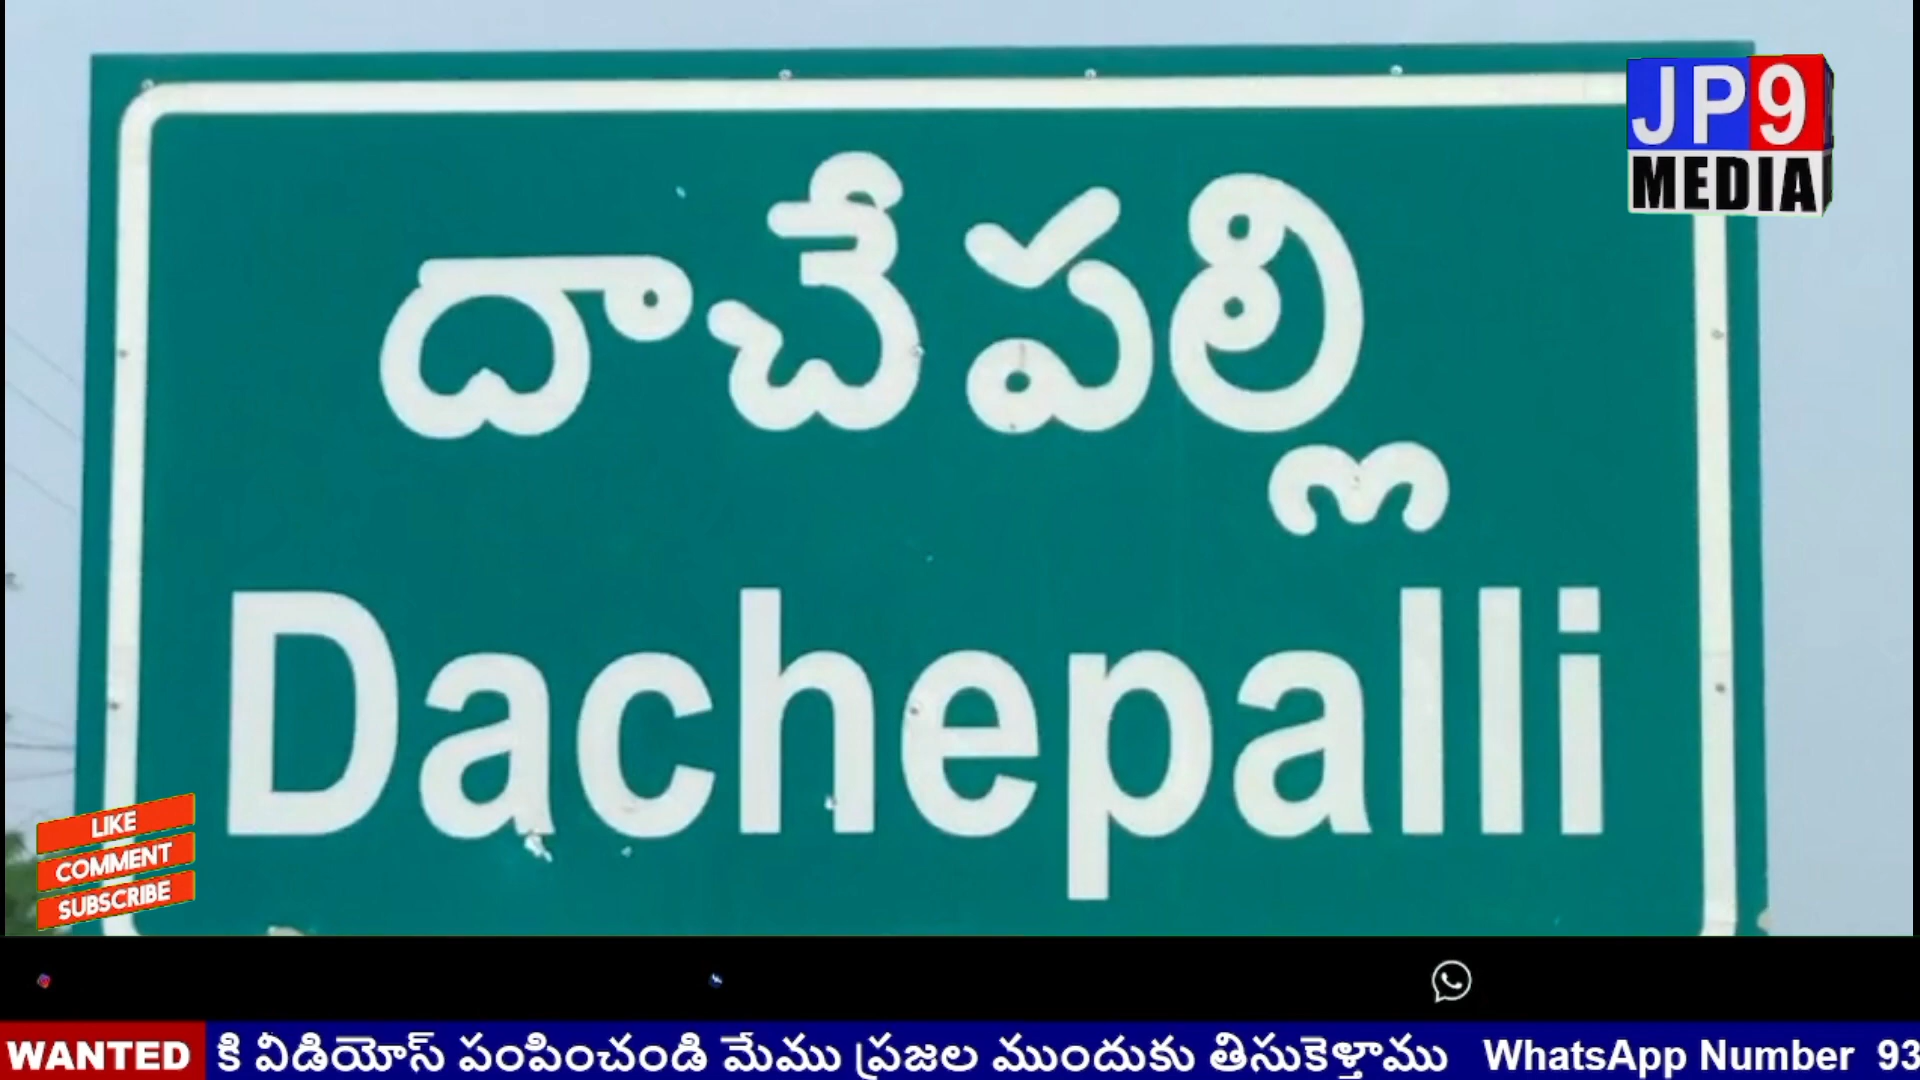 దాచేపల్లి
Dachepalli
JP9
MEDIA
LIKE
COMMENT
SUBSCRIBE
WANTED కి వీడియోస్ పంపించండి మేము ప్రజల ముందుకు తిసుకెళ్తాము WhatsApp Number 93